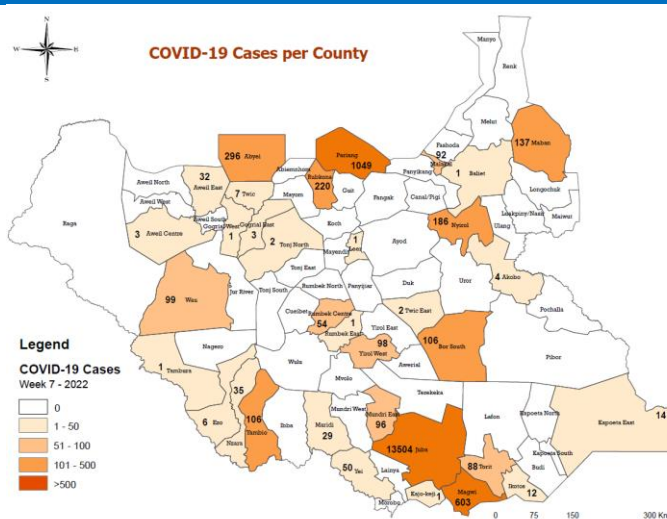 N
W
E
S
COVID-19 Cases per County
Manyo
Renk
Melut
Fashoda
92
Malakal
137 Maban
296 Abyei
Pariang
1049
Abiemnhom
Rubkona
220
Guit
Panyikang
1
Baliet
Longochuk
32
Aweil East
Aweil North
Aweil West
7 Twic
Mayom
Fangak
Canal/Pigi
186 Nyirol
Ulang
Luakpiny/Nasir
Maiwut
Raga
3 Aweil Centre
Aweil South
Gogrial West
1
Gogrial East
3
2
Tonj North
Koch
Mayendit
1
Leer
Ayod
4 Akobo
99 Wau
Jur River
Tonj East
Tonj South
Rumbek North
Panyijiar
Duk
Uror
Cueibet
Rumbek Centre
54
Rumbek East
1
2 Twic East
Pochalla
Yirol East
98
Yirol West
106
Bor South
Pibor
Nagero
Wulu
Awerial
1 Tambura
35
Mvolo
Terekeka
6 Ezo
Nzara
106
Yambio
Ibba
Maridi
29
Mundri West
Mundri East
96
Lafon
Kapoeta North
Kapoeta East
14
13504 Juba
88 Torit
Kapoeta South
Budi
50 Yei
Lainya
Morobo
Kajo-keji 1
Magwi
603
Ikotos
12
Legend
COVID-19 Cases
Week 7 - 2022
0
1 - 50
51 - 100
101 - 500
>500
0 75 150 300 Km